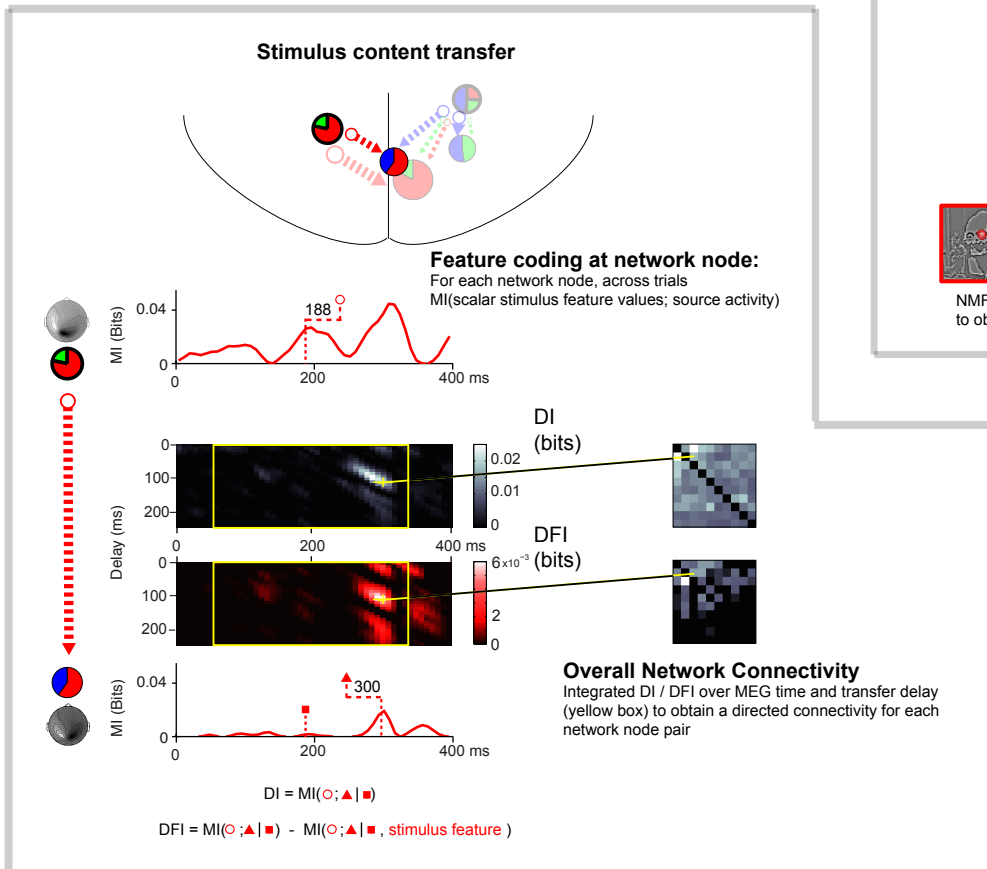 Stimulus content transfer
Feature coding at network node:
For each network node, across trials
MI(scalar stimulus feature values; source activity)
MI (Bits)
0.04
0
188
0
200
400 ms
NMF
to ob
DI
(bits)
Delay (ms)
0
100
200
0
200
400 ms
0.02
0.01
0
DFI
(bits)
0
100
200
6 x10⁻³
2
0
MI (Bits)
0.04
0
300
0
200
400 ms
Overall Network Connectivity
Integrated DI / DFI over MEG time and transfer delay
(yellow box) to obtain a directed connectivity for each
network node pair
DI = MI(○;▲|■)
DFI = MI(○;▲|■) - MI(○;▲|■, stimulus feature )